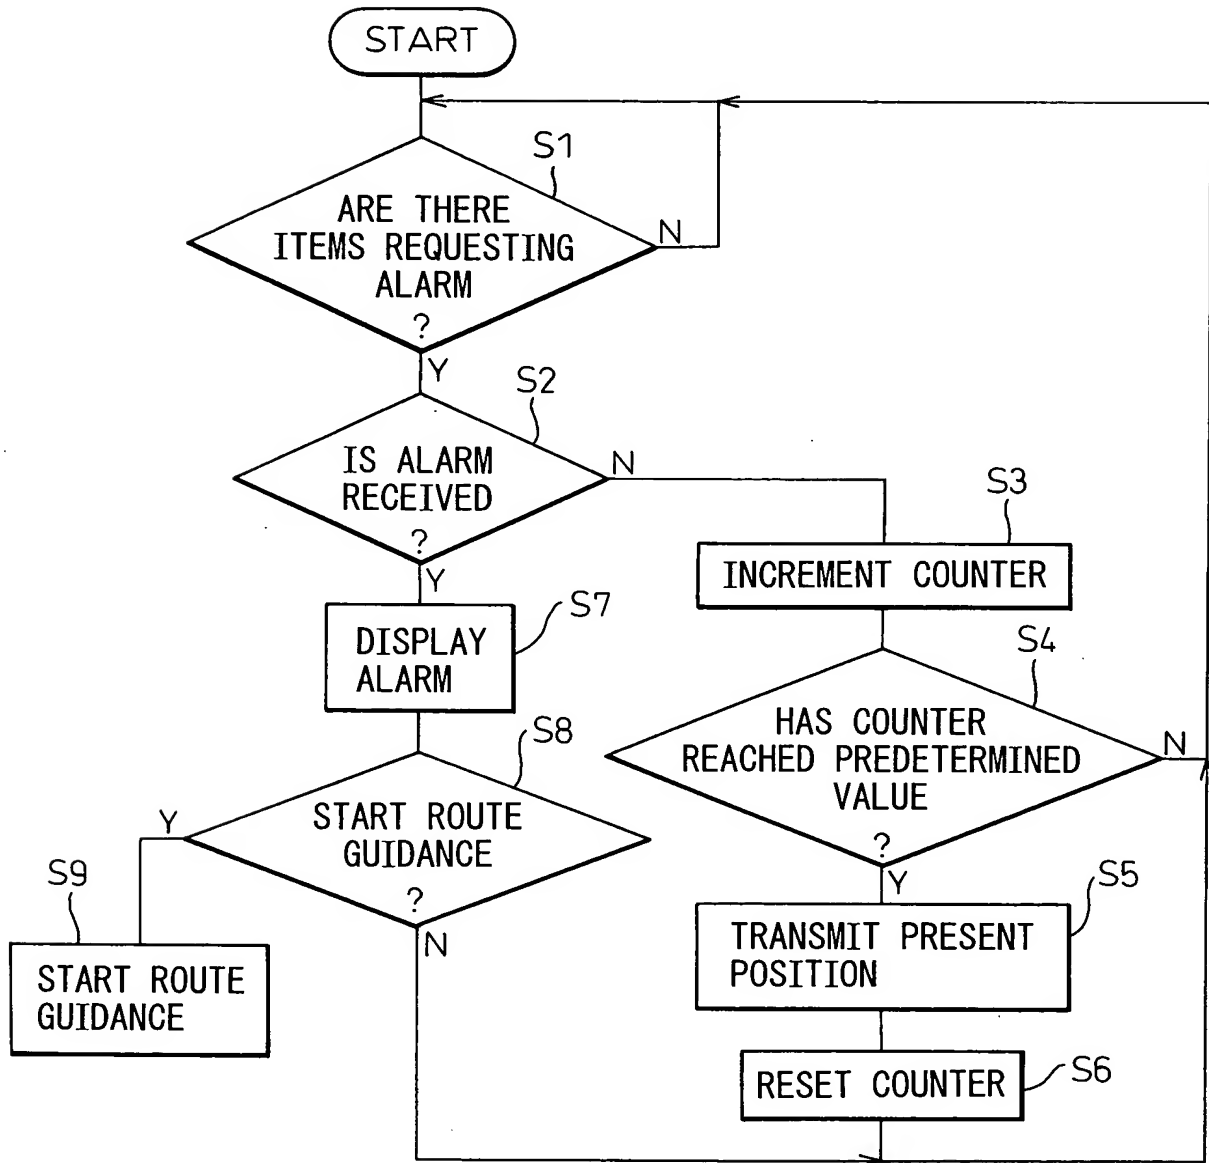 START
S1
ARE THERE
ITEMS REQUESTING
ALARM
?
N
Y
S2
IS ALARM
RECEIVED
?
N
Y
S3
INCREMENT COUNTER
S7
DISPLAY
ALARM
S4
HAS COUNTER
REACHED PREDETERMINED
VALUE
?
N
Y
S8
START ROUTE
GUIDANCE
?
Y
N
S9
START ROUTE
GUIDANCE
S5
TRANSMIT PRESENT
POSITION
S6
RESET COUNTER